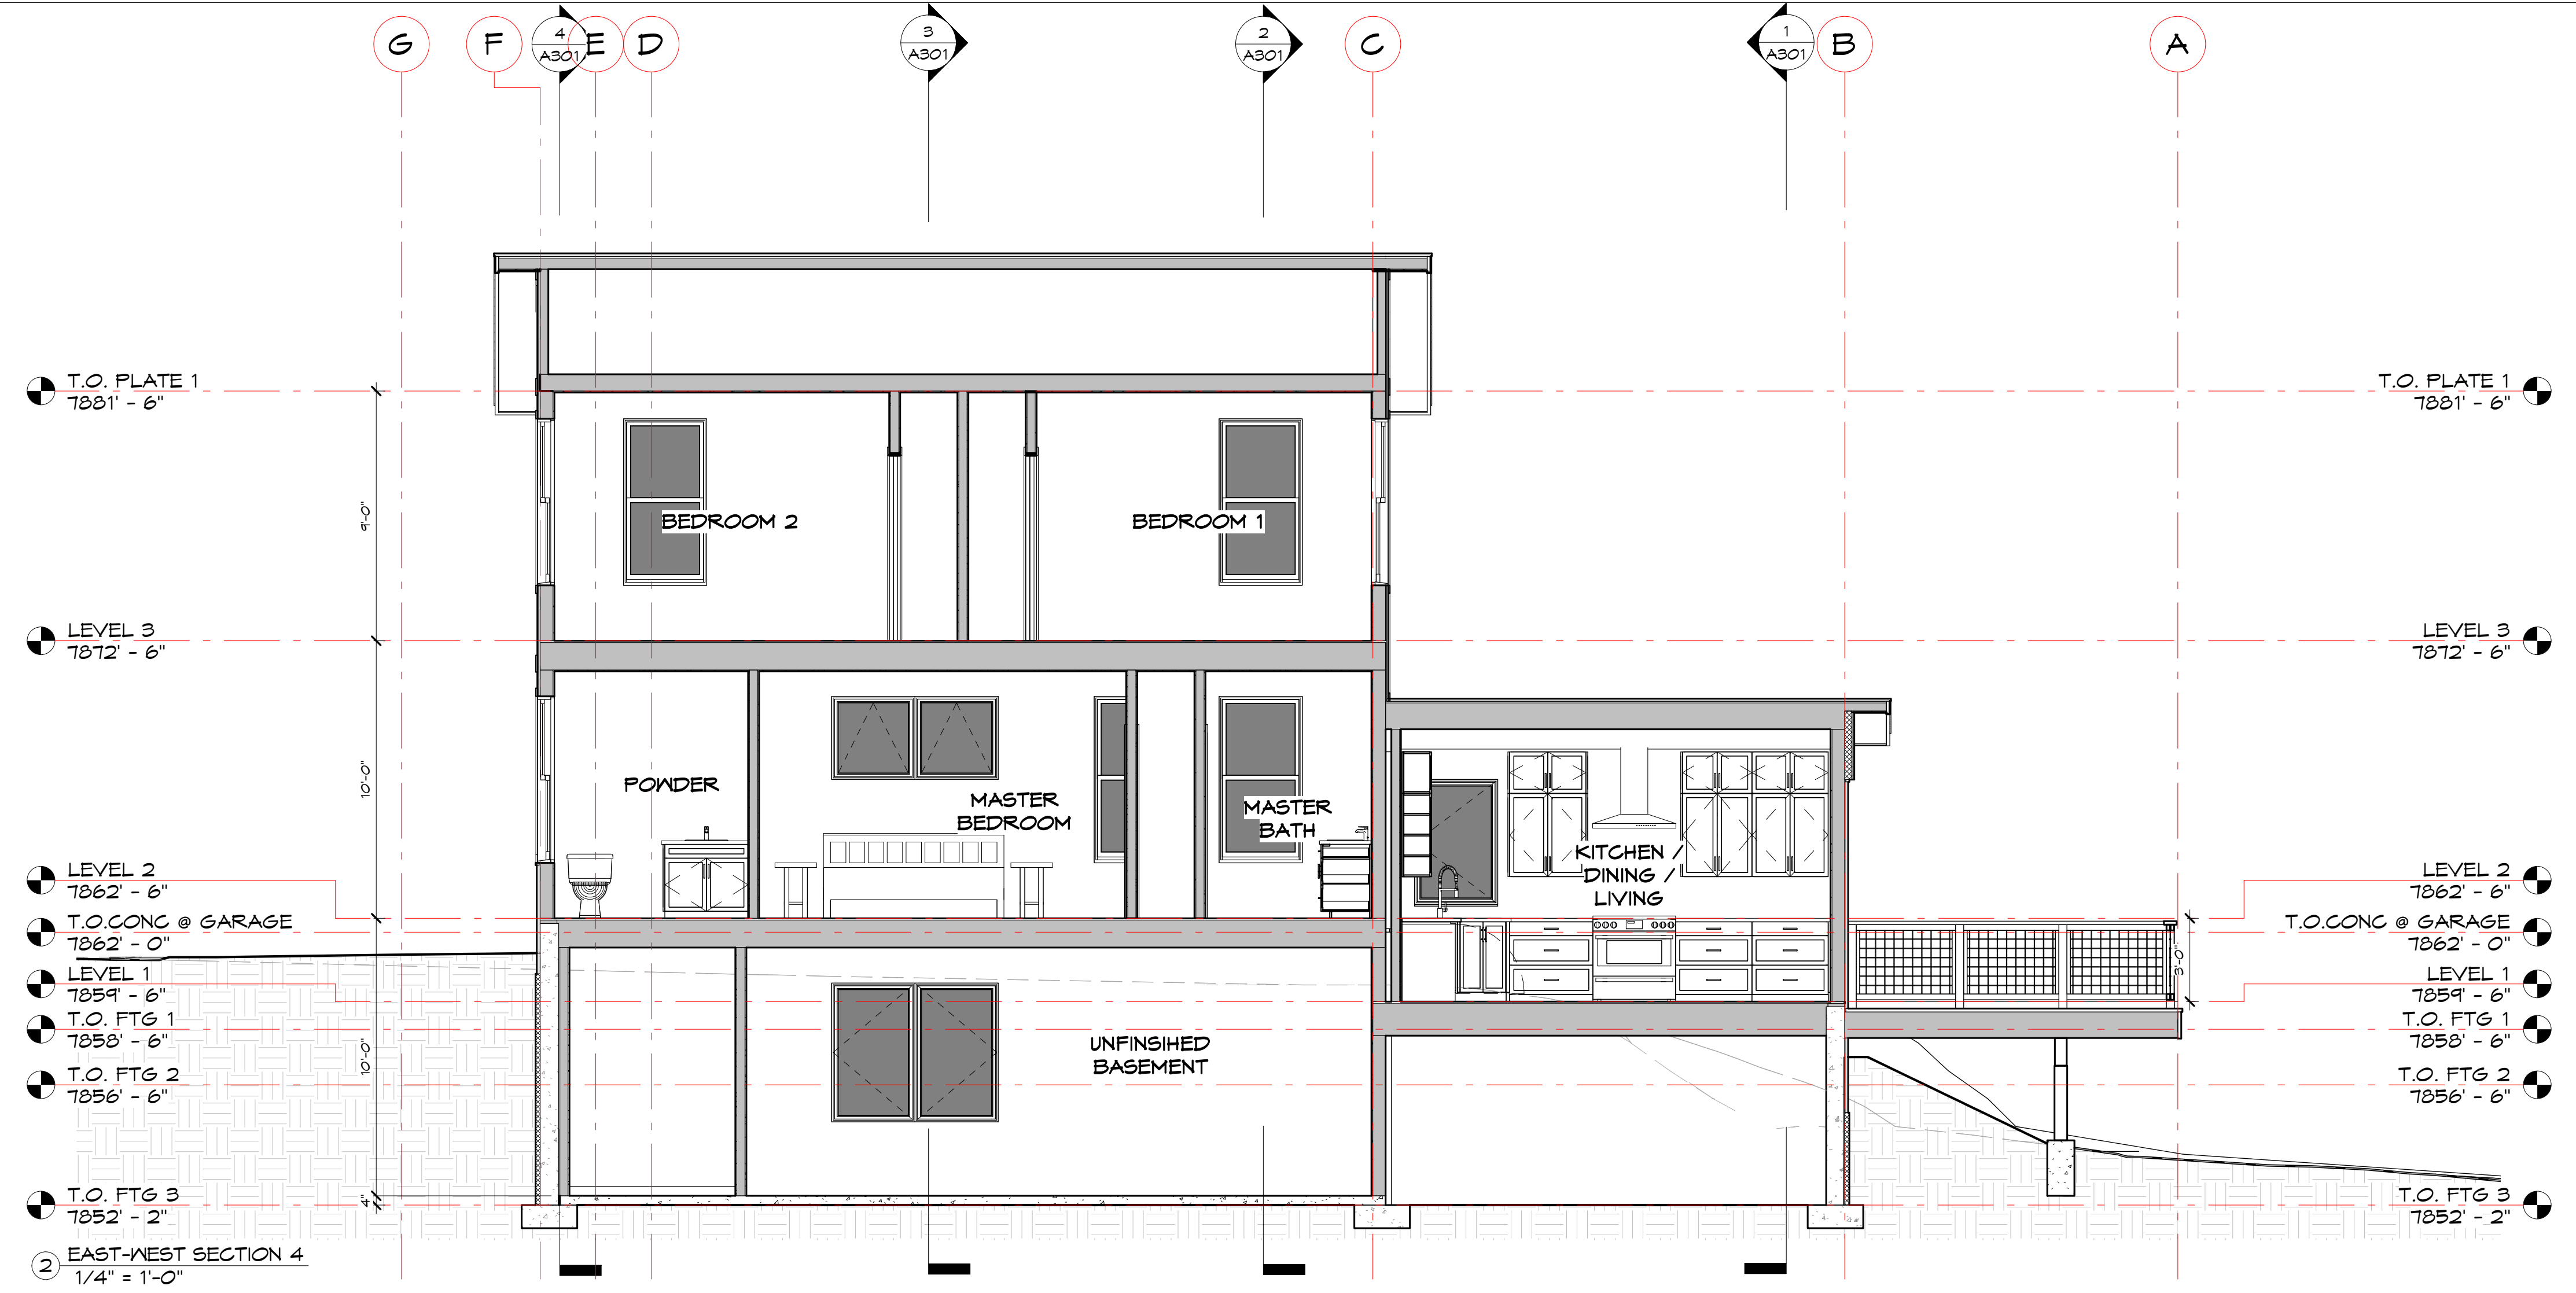 G
F
4
A301
E
D
3
A301
2
A301
C
1
A301
B
A
T.O. PLATE 1
7881' - 6"
T.O. PLATE 1
7881' - 6"
9'-0"
BEDROOM 2
BEDROOM 1
LEVEL 3
7872' - 6"
LEVEL 3
7872' - 6"
10'-0"
POWDER
MASTER
BEDROOM
MASTER
BATH
KITCHEN /
DINING /
LIVING
LEVEL 2
7862' - 6"
LEVEL 2
7862' - 6"
T.O.CONC @ GARAGE
7862' - 0"
T.O.CONC @ GARAGE
7862' - 0"
3'-0"
LEVEL 1
7859' - 6"
LEVEL 1
7859' - 6"
T.O. FTG 1
7858' - 6"
T.O. FTG 1
7858' - 6"
10'-0"
UNFINSIHED
BASEMENT
T.O. FTG 2
7856' - 6"
T.O. FTG 2
7856' - 6"
4"
T.O. FTG 3
7852' - 2"
T.O. FTG 3
7852' - 2"
2
EAST-WEST SECTION 4
1/4" = 1'-0"